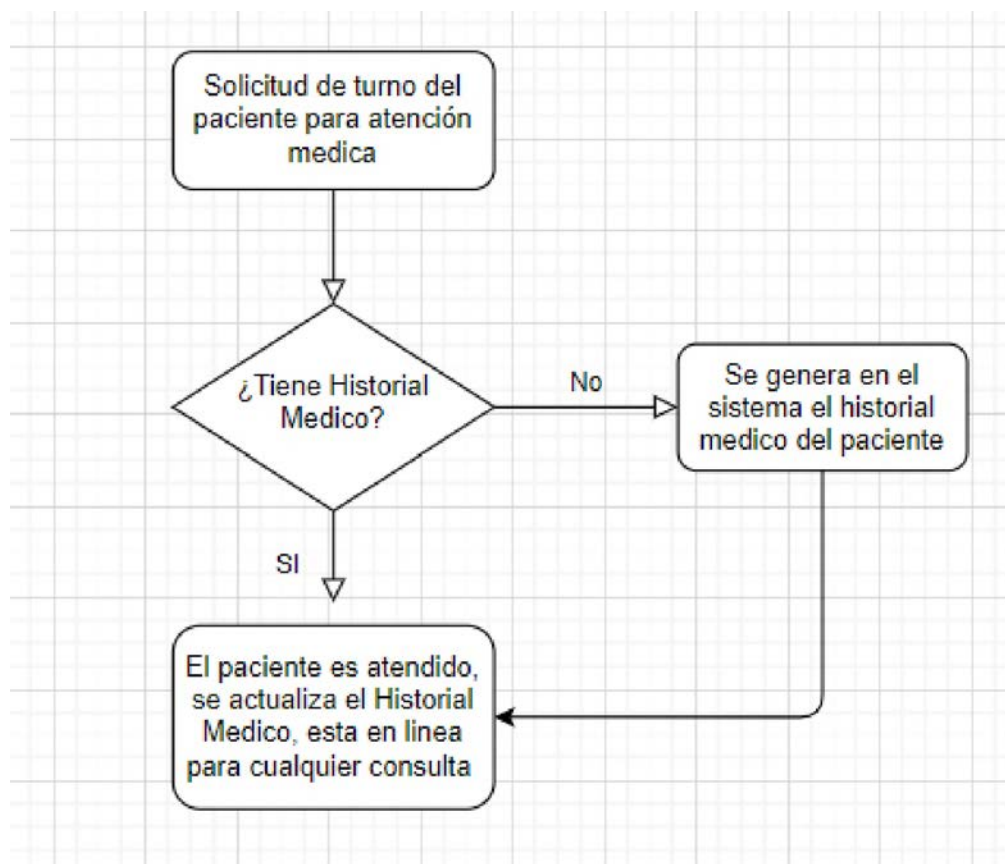 Solicitud de turno del
paciente para atención
medica
¿Tiene Historial
Medico?
No
Se genera en el
sistema el historial
medico del paciente
SI
El paciente es atendido,
se actualiza el Historial
Medico, esta en linea
para cualquier consulta